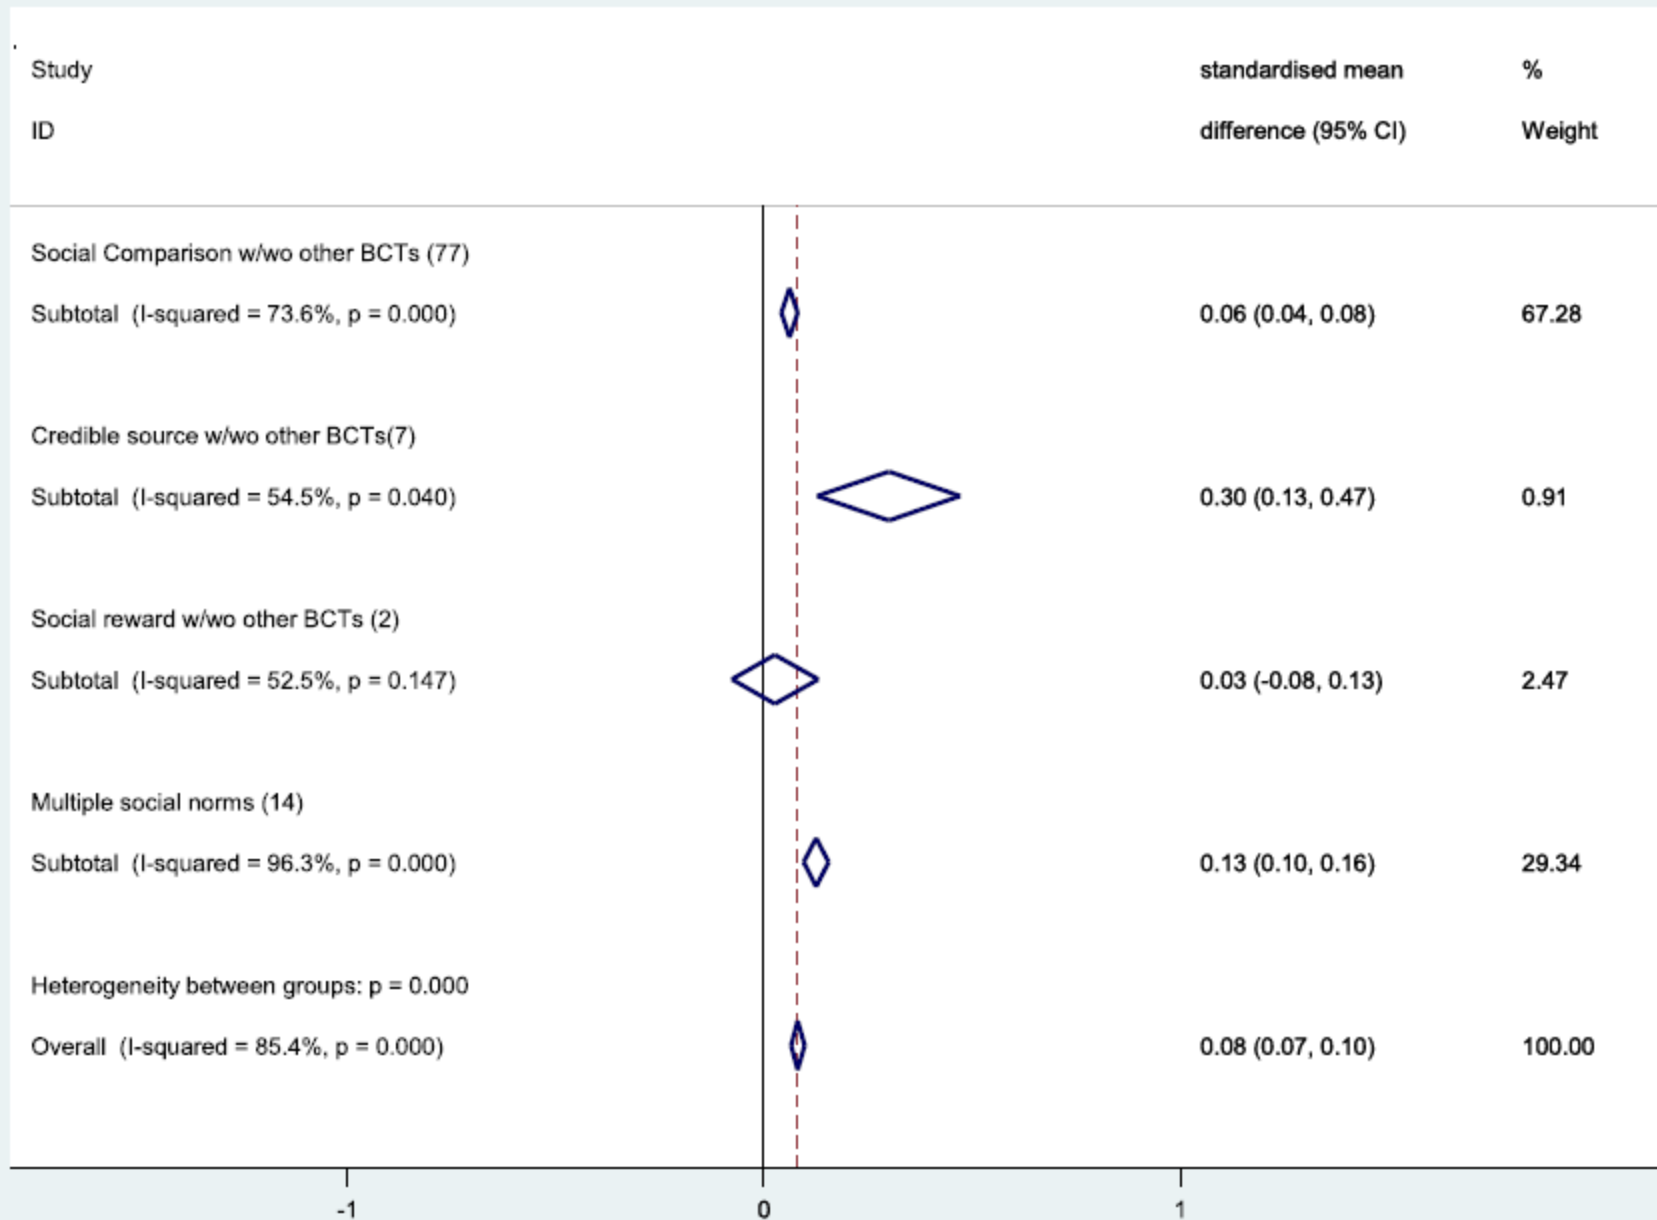 Study standardised mean %
ID difference (95% CI) Weight
Social Comparison w/wo other BCTs (77)
Subtotal (I-squared = 73.6%, p = 0.000) 0.06 (0.04, 0.08) 67.28
Credible source w/wo other BCTs(7)
Subtotal (I-squared = 54.5%, p = 0.040) 0.30 (0.13, 0.47) 0.91
Social reward w/wo other BCTs (2)
Subtotal (I-squared = 52.5%, p = 0.147) 0.03 (-0.08, 0.13) 2.47
Multiple social norms (14)
Subtotal (I-squared = 96.3%, p = 0.000) 0.13 (0.10, 0.16) 29.34
Heterogeneity between groups: p = 0.000
Overall (I-squared = 85.4%, p = 0.000) 0.08 (0.07, 0.10) 100.00
-1 0 1